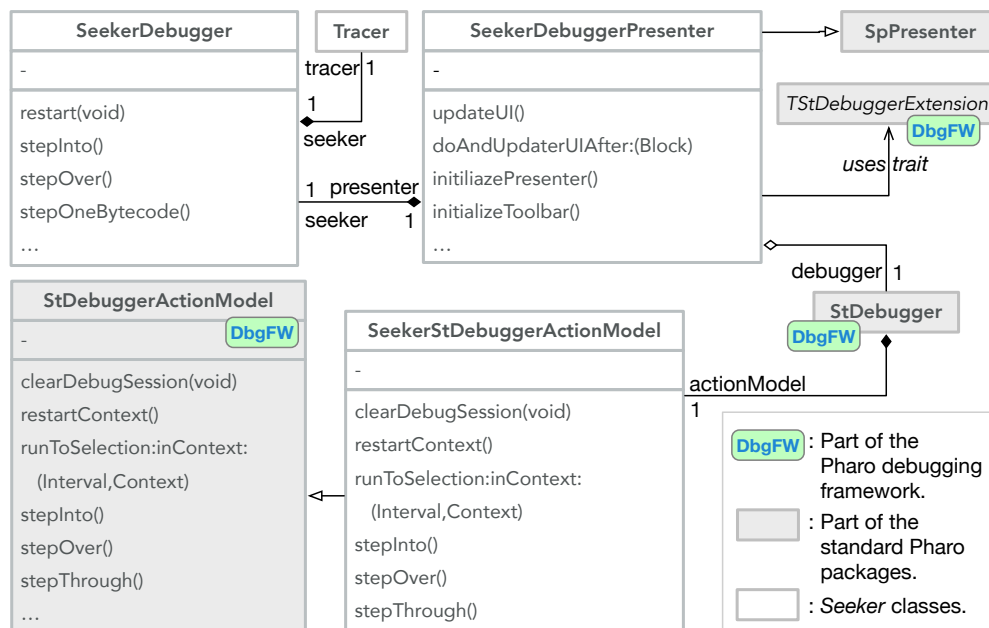 SeekerDebugger
-
restart(void)
stepInto()
stepOver()
stepOneBytecode()
...
Tracer
tracer 1
1
seeker
1 presenter
seeker 1
SeekerDebuggerPresenter
-
updateUI()
doAndUpdaterUIAfter:(Block)
initiliazePresenter()
initializeToolbar()
...
SpPresenter
TStDebuggerExtension
DbgFW
uses trait
debugger 1
StDebugger
DbgFW
actionModel
1
StDebuggerActionModel
DbgFW
-
clearDebugSession(void)
restartContext()
runToSelection:inContext:
(Interval,Context)
stepInto()
stepOver()
stepThrough()
...
SeekerStDebuggerActionModel
-
clearDebugSession(void)
restartContext()
runToSelection:inContext:
(Interval,Context)
stepInto()
stepOver()
stepThrough()
DbgFW : Part of the
Pharo debugging
framework.
: Part of the
standard Pharo
packages.
: Seeker classes.